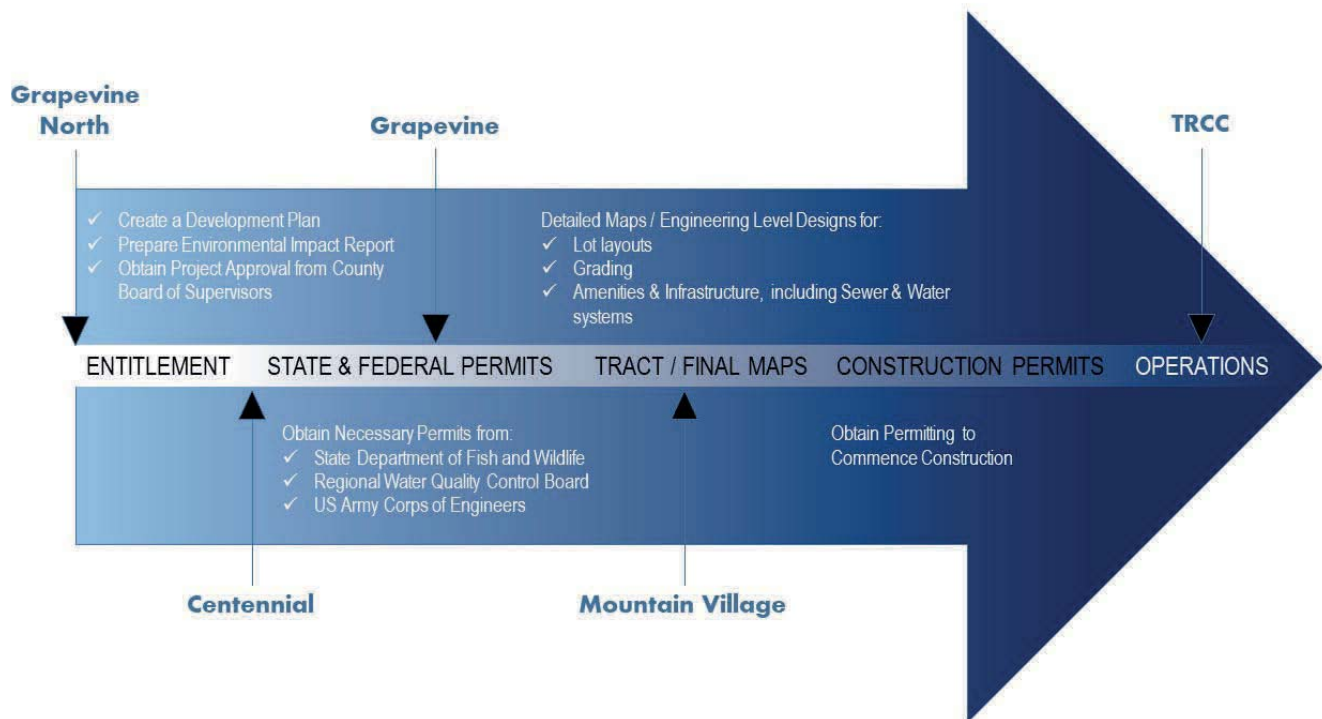 Grapevine
North
Grapevine
TRCC
✓ Create a Development Plan
✓ Prepare Environmental Impact Report
✓ Obtain Project Approval from County
Board of Supervisors
Detailed Maps / Engineering Level Designs for:
✓ Lot layouts
✓ Grading
✓ Amenities & Infrastructure, including Sewer & Water
systems
ENTITLEMENT STATE & FEDERAL PERMITS TRACT / FINAL MAPS CONSTRUCTION PERMITS OPERATIONS
Obtain Necessary Permits from:
✓ State Department of Fish and Wildlife
✓ Regional Water Quality Control Board
✓ US Army Corps of Engineers
Obtain Permitting to
Commence Construction
Centennial
Mountain Village